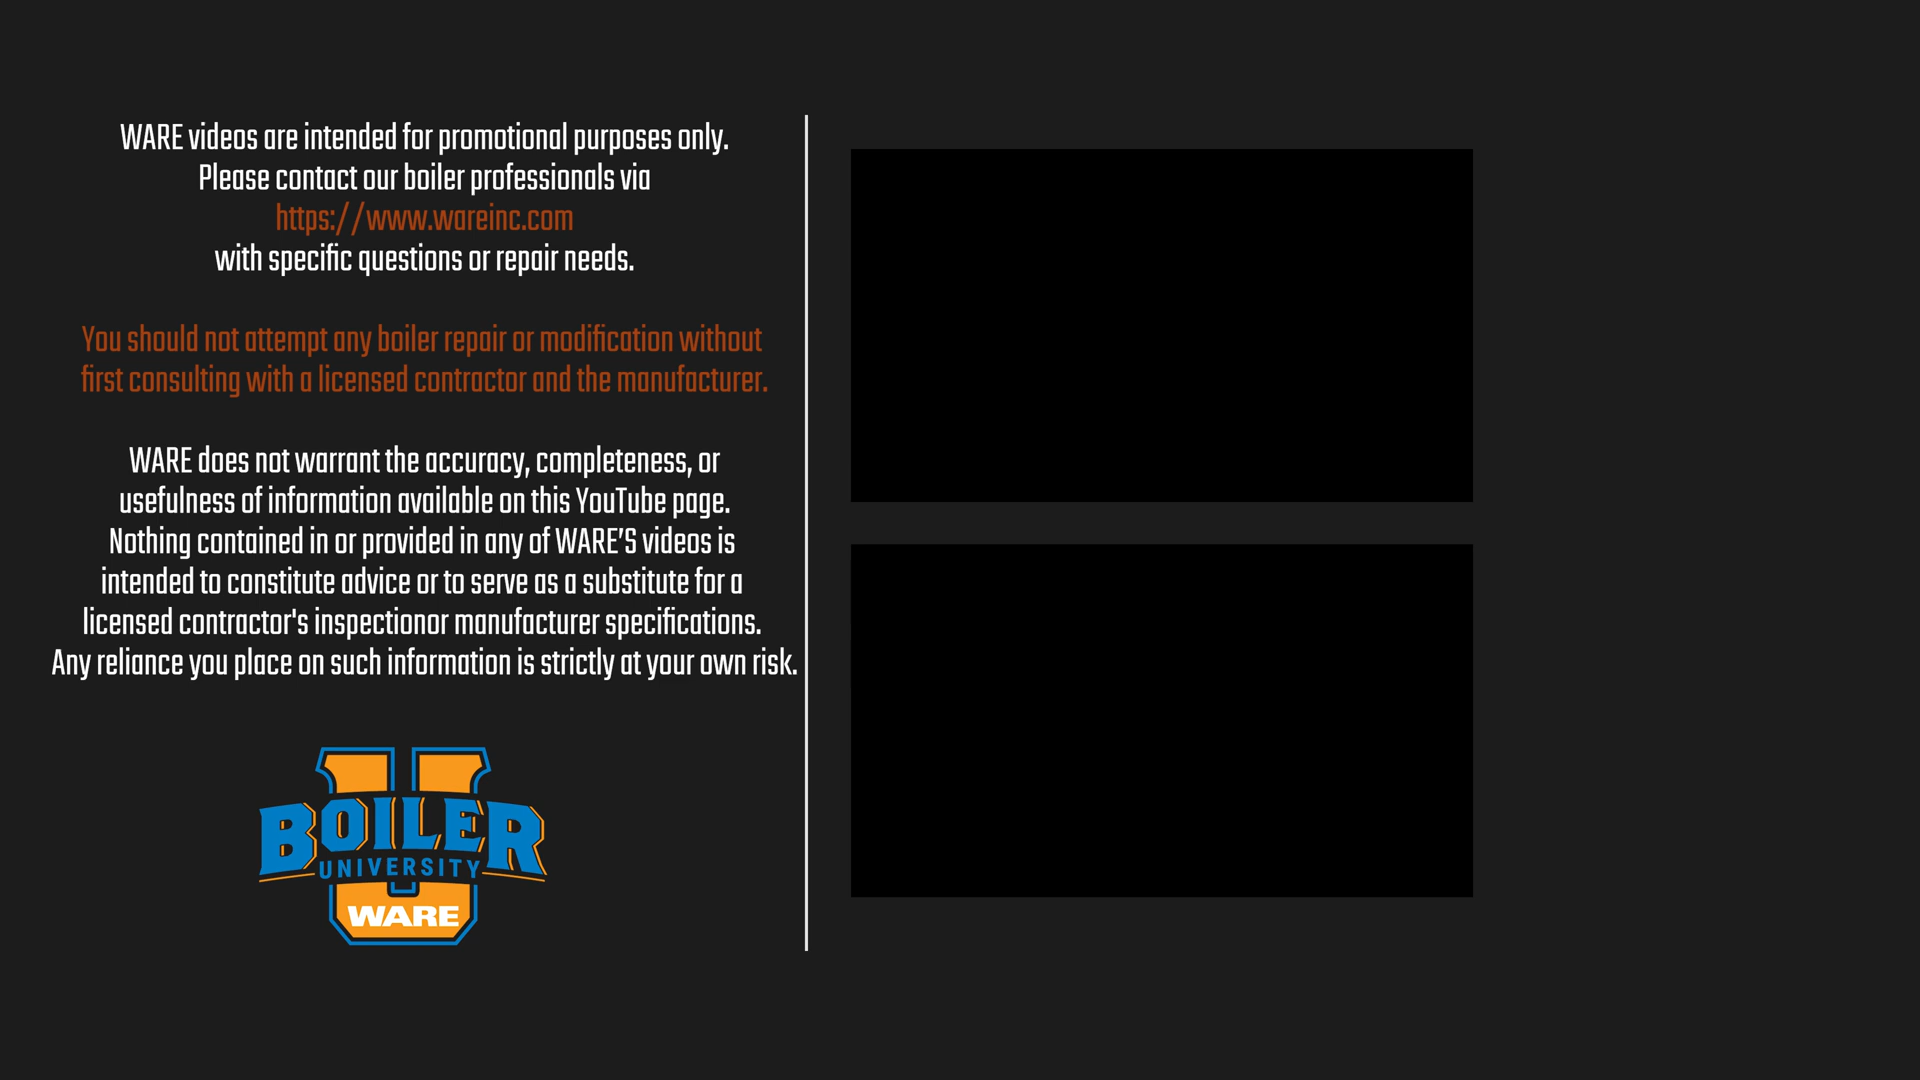 WARE videos are intended for promotional purposes only.
Please contact our boiler professionals via
https://www.wareinc.com
with specific questions or repair needs.
You should not attempt any boiler repair or modification without
first consulting with a licensed contractor and the manufacturer.
WARE does not warrant the accuracy, completeness, or
usefulness of information available on this YouTube page.
Nothing contained in or provided in any of WARE'S videos is
intended to constitute advice or to serve as a substitute for a
licensed contractor's inspectionor manufacturer specifications.
Any reliance you place on such information is strictly at your own risk.
U
BOILER
UNIVERSITY
WARE